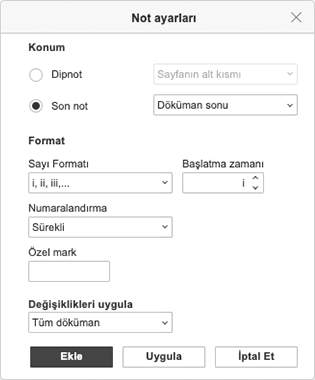 Not ayarları
Konum
Dipnot
Sayfanın alt kısmı
Son not
Döküman sonu
Format
Sayı Formatı
Başlatma zamanı
i, ii, iii,...
i
Numaralandırma
Sürekli
Özel mark
Değişiklikleri uygula
Tüm döküman
Ekle
Uygula
İptal Et